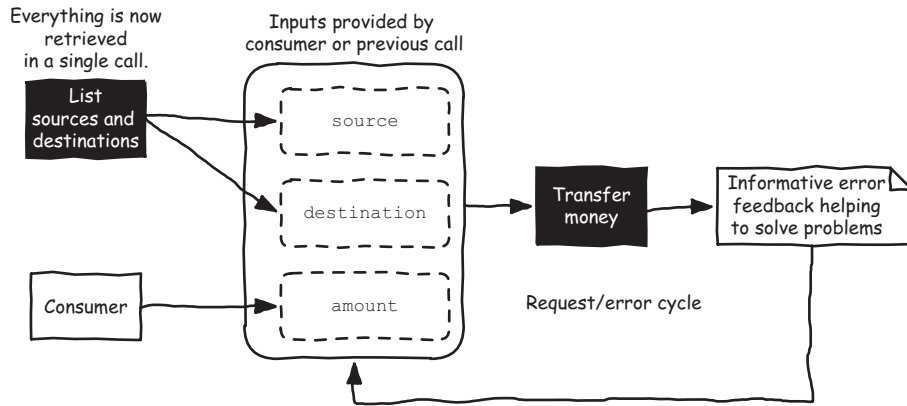 Everything is now
retrieved
in a single call.
List
sources and
destinations
Inputs provided by
consumer or previous call
source
destination
Consumer
amount
Transfer
money
Informative error
feedback helping
to solve problems
Request/error cycle